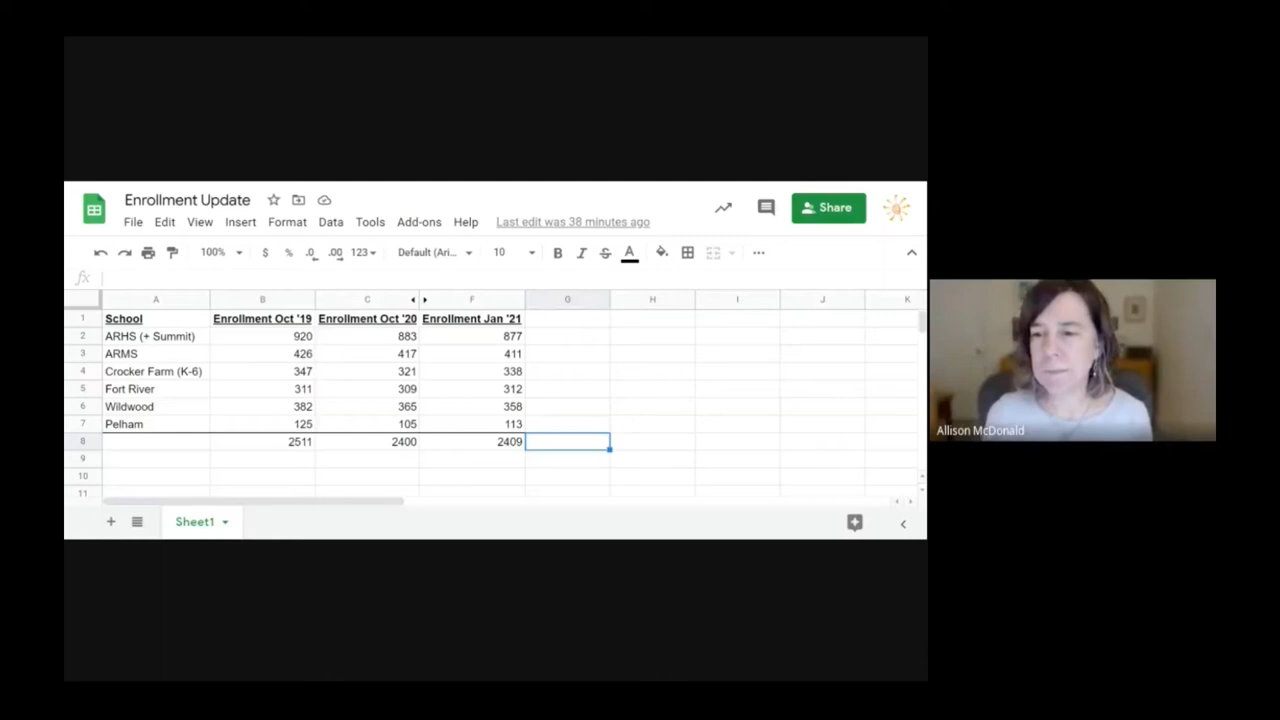 Enrollment Update
File Edit View Insert Format Data Tools Add-ons Help Last edit was 38 minutes ago
Share
100% $ % .0 .00 123 Default (Ari... 10 B I S A ...
fx
A B C F G H I J K
1 School Enrollment Oct '19 Enrollment Oct '20 Enrollment Jan '21
2 ARHS (+ Summit) 920 883 877
3 ARMS 426 417 411
4 Crocker Farm (K-6) 347 321 338
5 Fort River 311 309 312
6 Wildwood 382 365 358
7 Pelham 125 105 113
8 2511 2400 2409
9
10
11
Sheet1
Allison McDonald